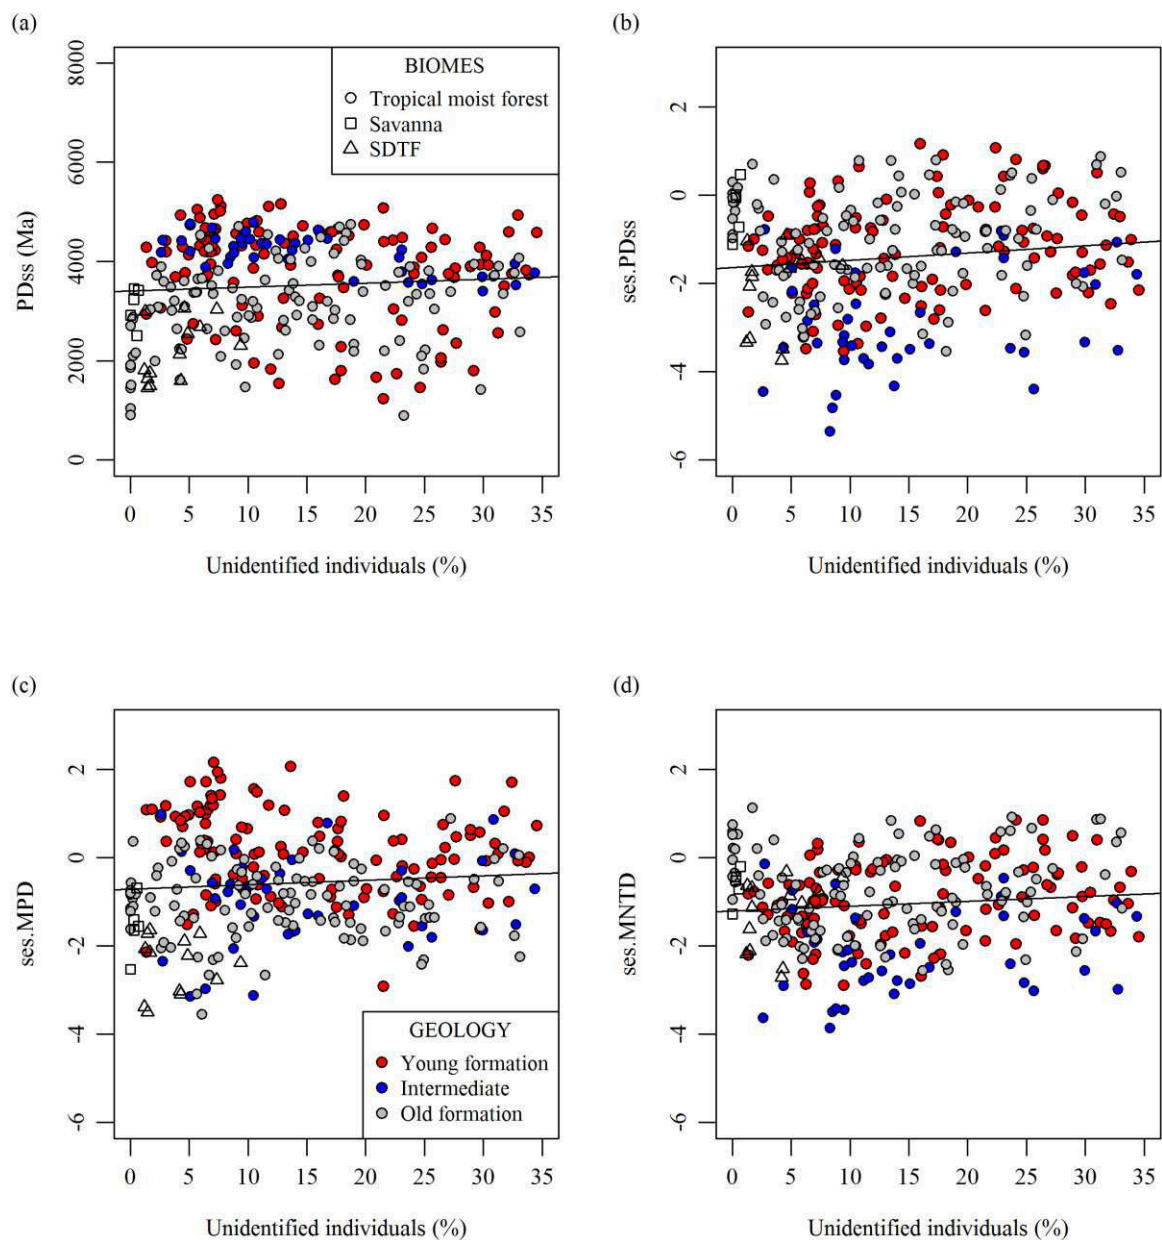 (a)
BIOMES
Tropical moist forest
Savanna
SDTF
PDss (Ma)
8000
6000
4000
2000
0
0 5 10 15 20 25 30 35
Unidentified individuals (%)
(b)
ses.PDss
2
0
-2
-4
-6
0 5 10 15 20 25 30 35
Unidentified individuals (%)
(c)
ses.MPD
2
0
-2
-4
-6
GEOLOGY
Young formation
Intermediate
Old formation
0 5 10 15 20 25 30 35
Unidentified individuals (%)
(d)
ses.MNTD
2
0
-2
-4
-6
0 5 10 15 20 25 30 35
Unidentified individuals (%)